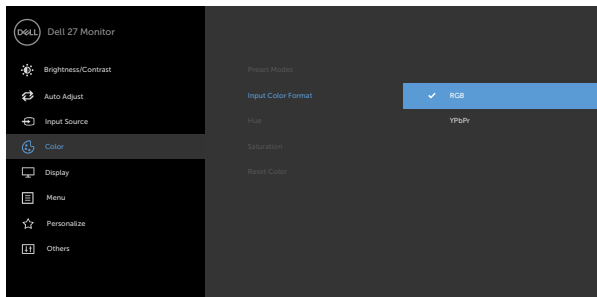 DELL Dell 27 Monitor
Brightness/Contrast
Preset Modes
Auto Adjust
Input Color Format
RGB
Input Source
Hue
YPbPr
Color
Saturation
Display
Reset Color
Menu
Personalize
Others